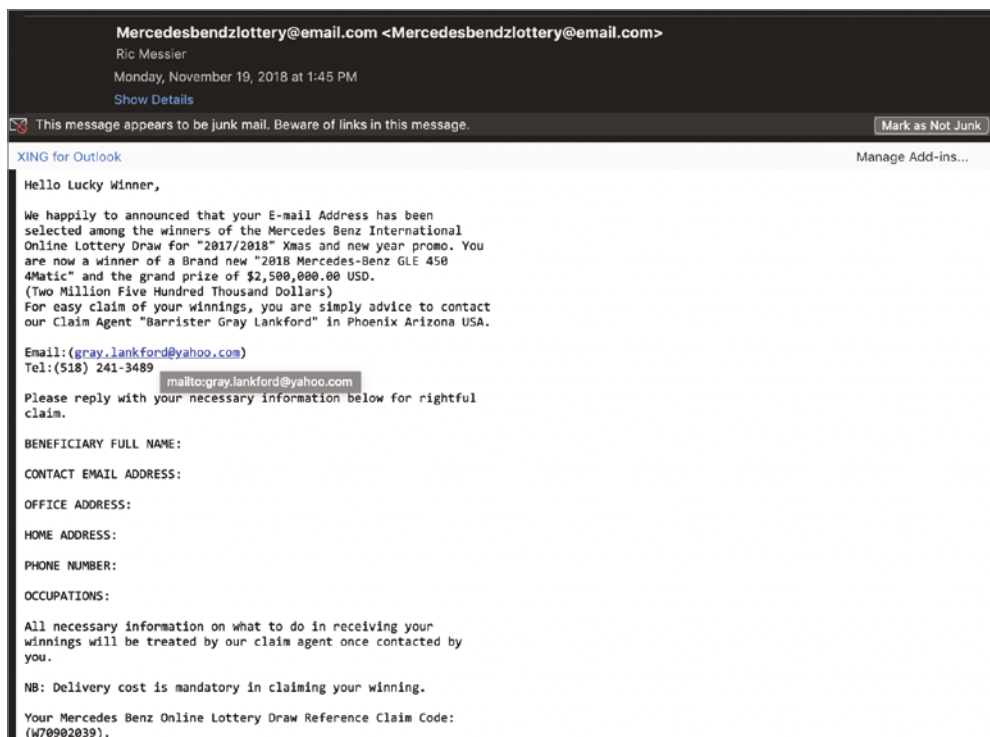 Mercedesbendzlottery@email.com <Mercedesbendzlottery@email.com>
Ric Messier
Monday, November 19, 2018 at 1:45 PM
Show Details
This message appears to be junk mail. Beware of links in this message.
Mark as Not Junk
XING for Outlook
Manage Add-ins...
Hello Lucky Winner,
We happily to announced that your E-mail Address has been
selected among the winners of the Mercedes Benz International
Online Lottery Draw for "2017/2018" Xmas and new year promo. You
are now a winner of a Brand new "2018 Mercedes-Benz GLE 450
4Matic" and the grand prize of $2,500,000.00 USD.
(Two Million Five Hundred Thousand Dollars)
For easy claim of your winnings, you are simply advice to contact
our Claim Agent "Barrister Gray Lankford" in Phoenix Arizona USA.
Email:(gray.lankford@yahoo.com)
Tel:(518) 241-3489
mailto:gray.lankford@yahoo.com
Please reply with your necessary information below for rightful
claim.
BENEFICIARY FULL NAME:
CONTACT EMAIL ADDRESS:
OFFICE ADDRESS:
HOME ADDRESS:
PHONE NUMBER:
OCCUPATIONS:
All necessary information on what to do in receiving your
winnings will be treated by our claim agent once contacted by
you.
NB: Delivery cost is mandatory in claiming your winning.
Your Mercedes Benz Online Lottery Draw Reference Claim Code:
(W70902039).